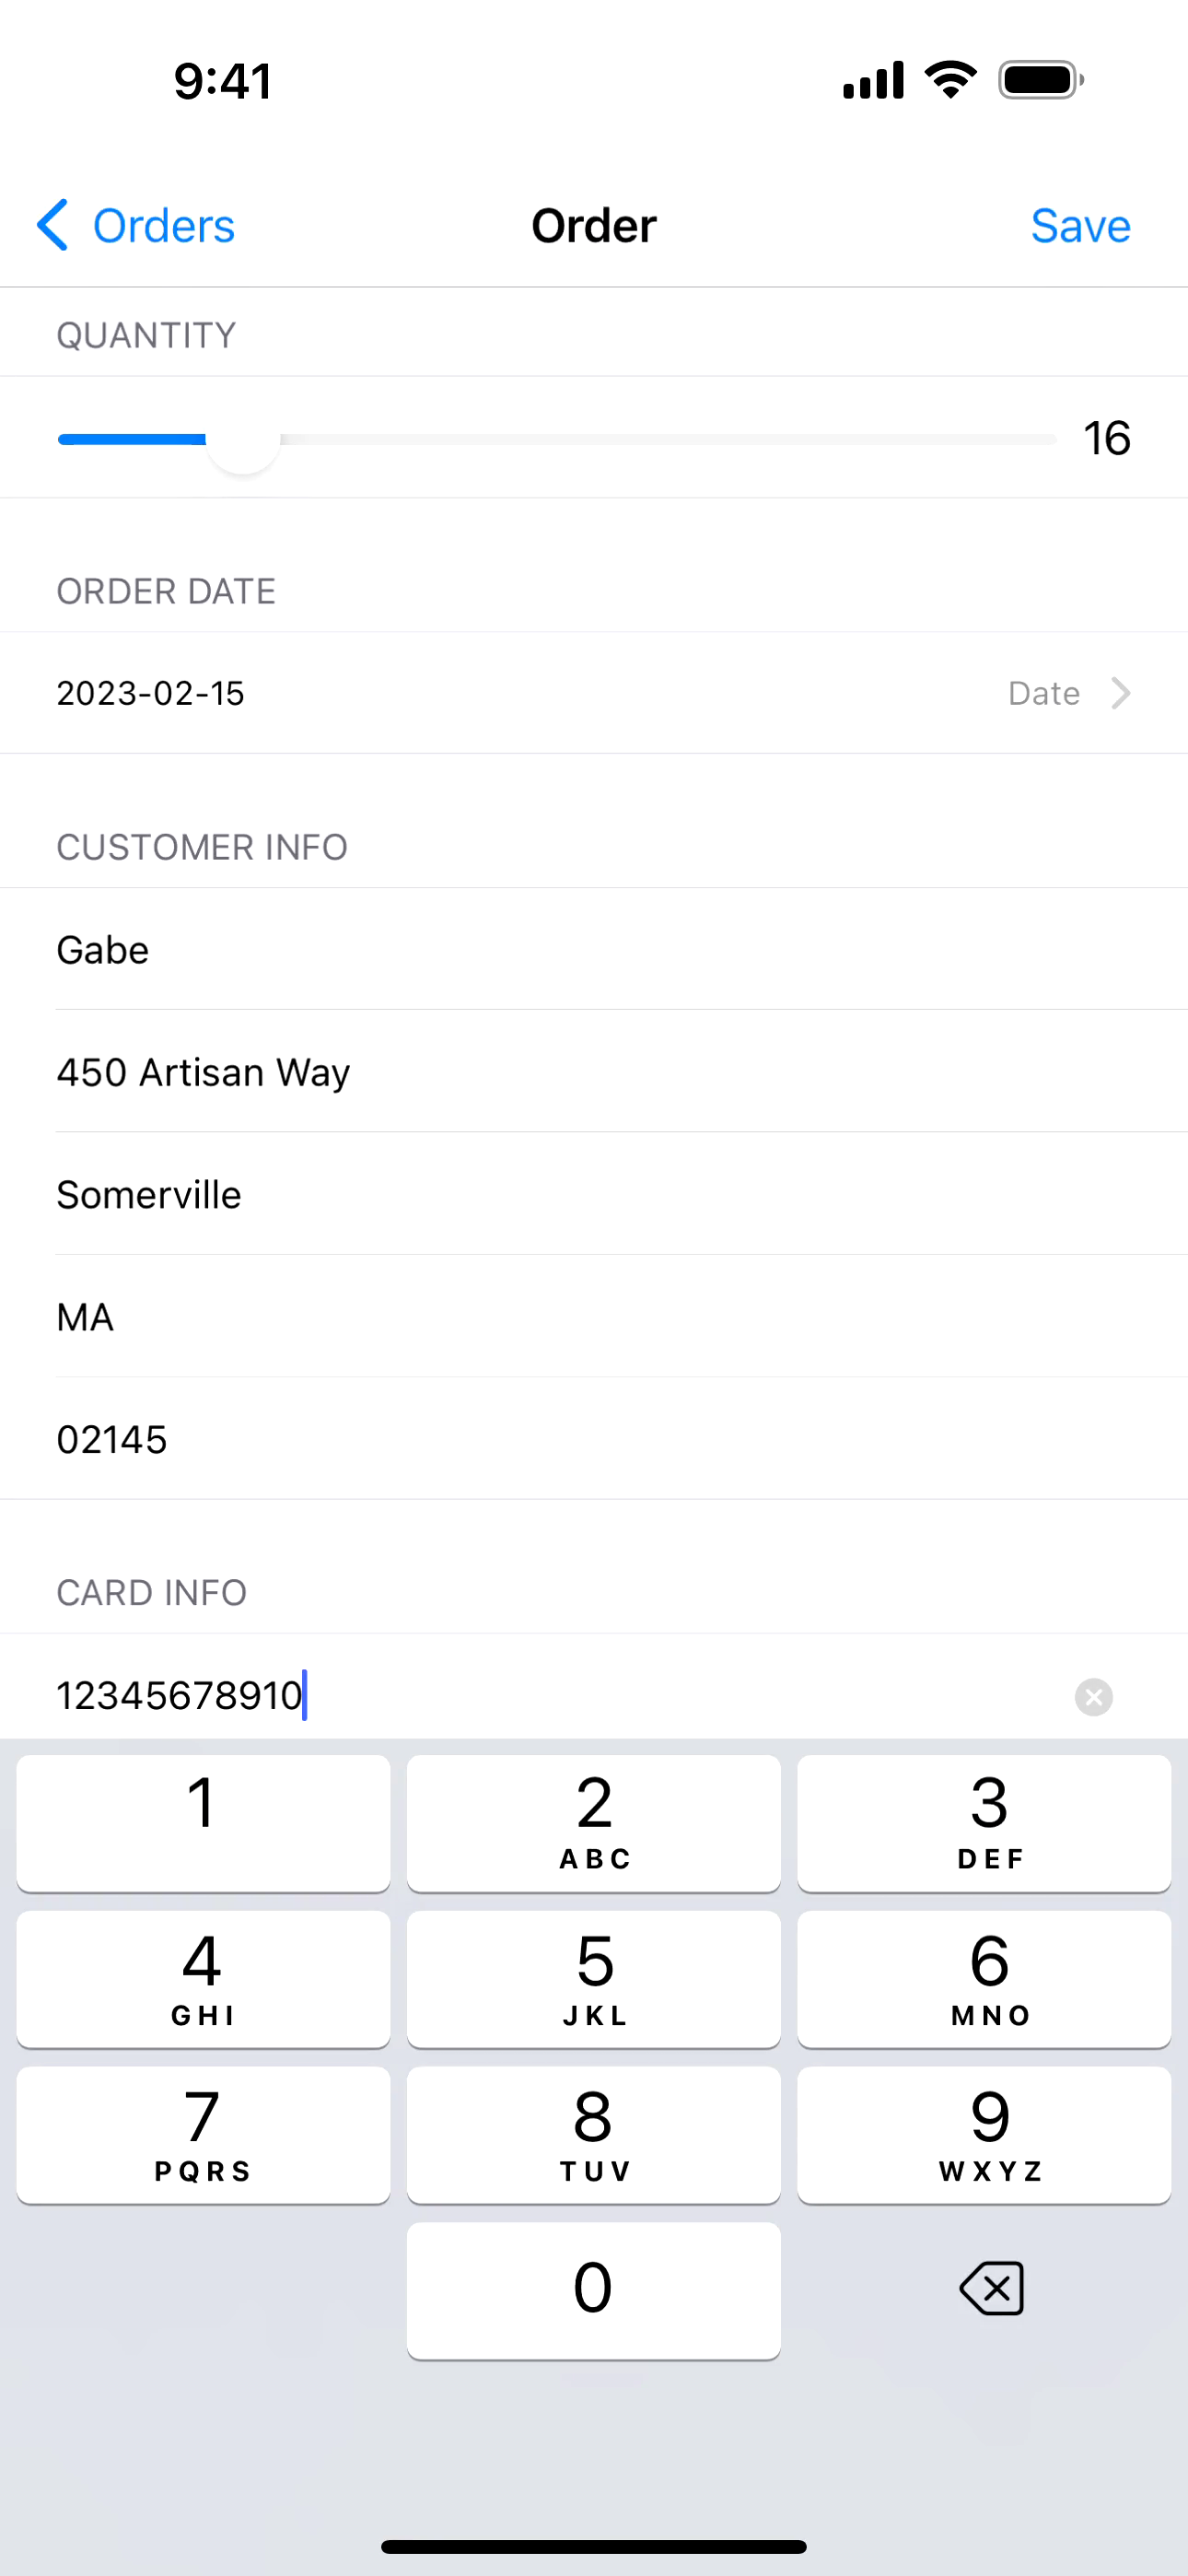 9:41
Orders Order Save
QUANTITY
16
ORDER DATE
2023-02-15 Date
CUSTOMER INFO
Gabe
450 Artisan Way
Somerville
MA
02145
CARD INFO
12345678910
1 2 3
ABC DEF
4 5 6
GHI JKL MNO
7 8 9
PQRS TUV WXYZ
0